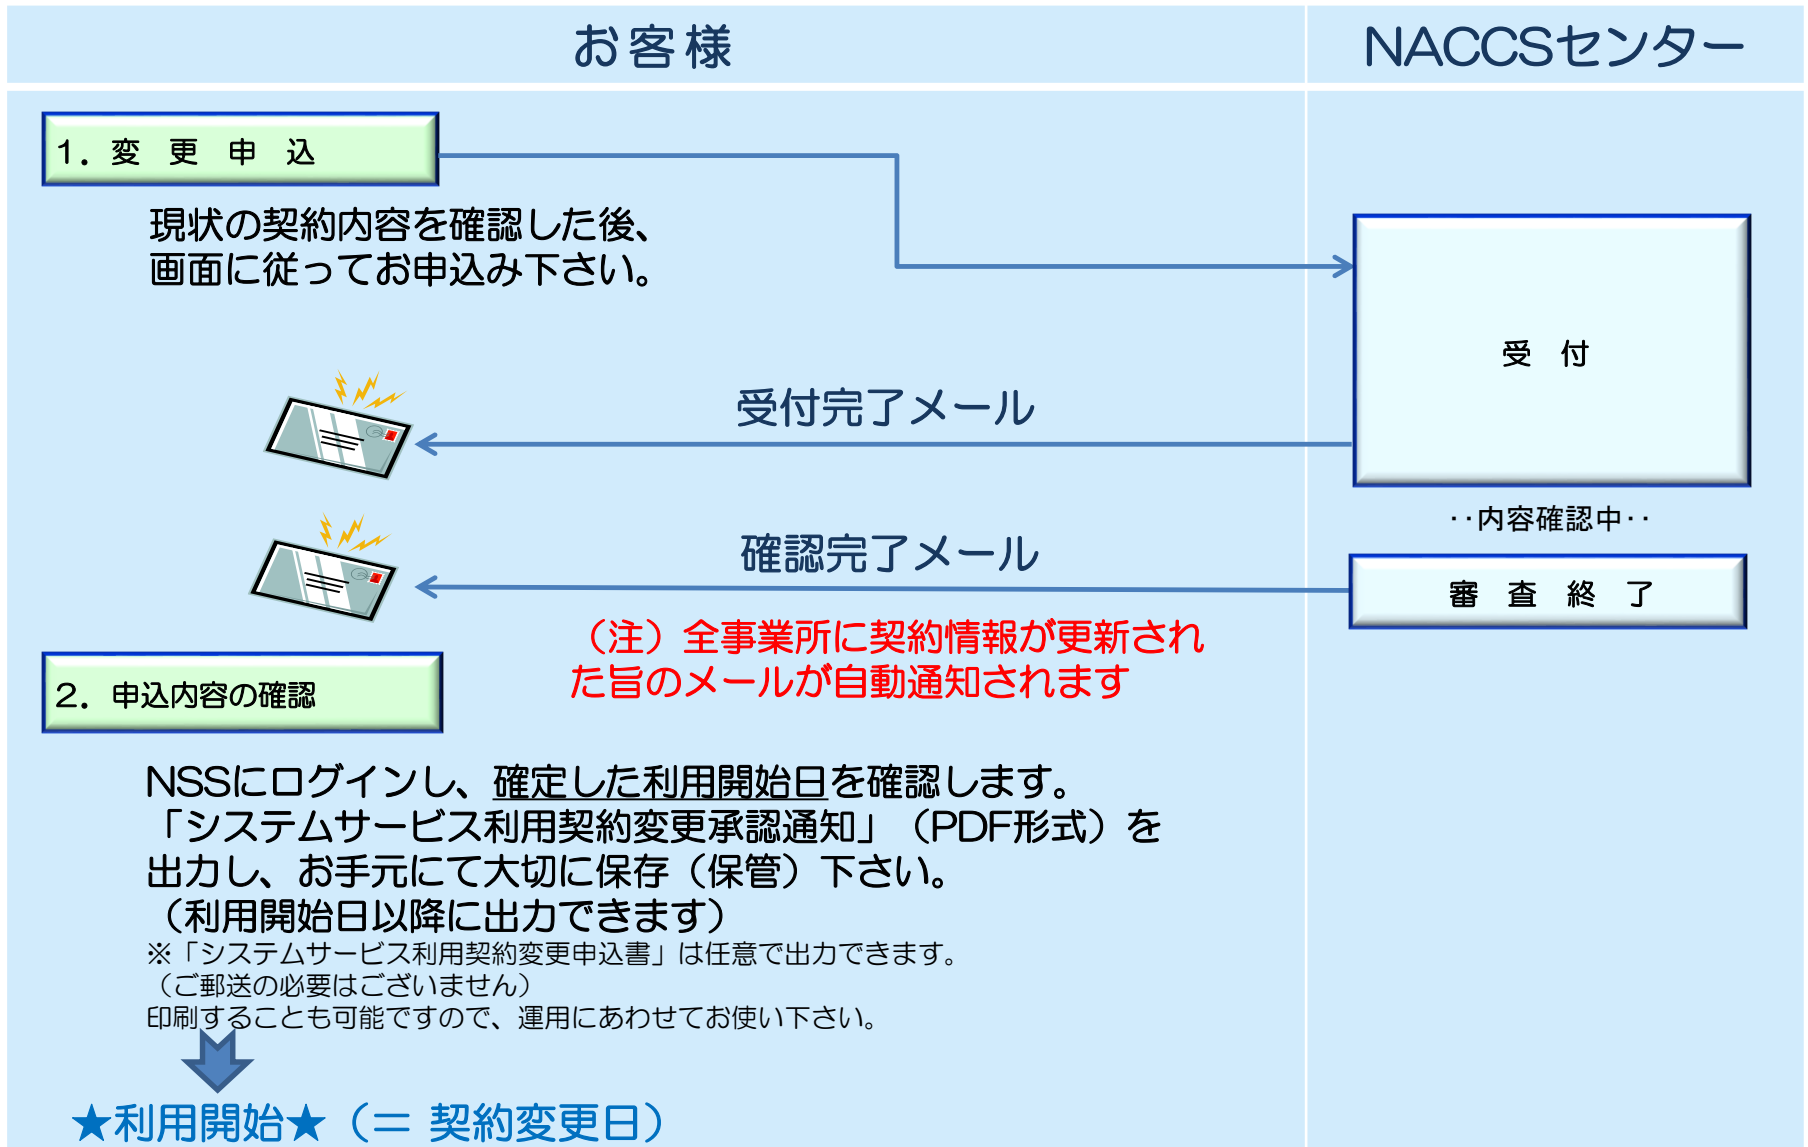 お客様
NACCSセンター
1．変　更　申　込
現状の契約内容を確認した後、
画面に従ってお申込み下さい。
受　付
受付完了メール
‥内容確認中‥
確認完了メール
審　査　終　了
（注）全事業所に契約情報が更新され
た旨のメールが自動通知されます
2．申込内容の確認
NSSにログインし、確定した利用開始日を確認します。
「システムサービス利用契約変更承認通知」（PDF形式）を
出力し、お手元にて大切に保存（保管）下さい。
（利用開始日以降に出力できます）
※「システムサービス利用契約変更申込書」は任意で出力できます。
（ご郵送の必要はございません）
印刷することも可能ですので、運用にあわせてお使い下さい。
★利用開始★（＝ 契約変更日）